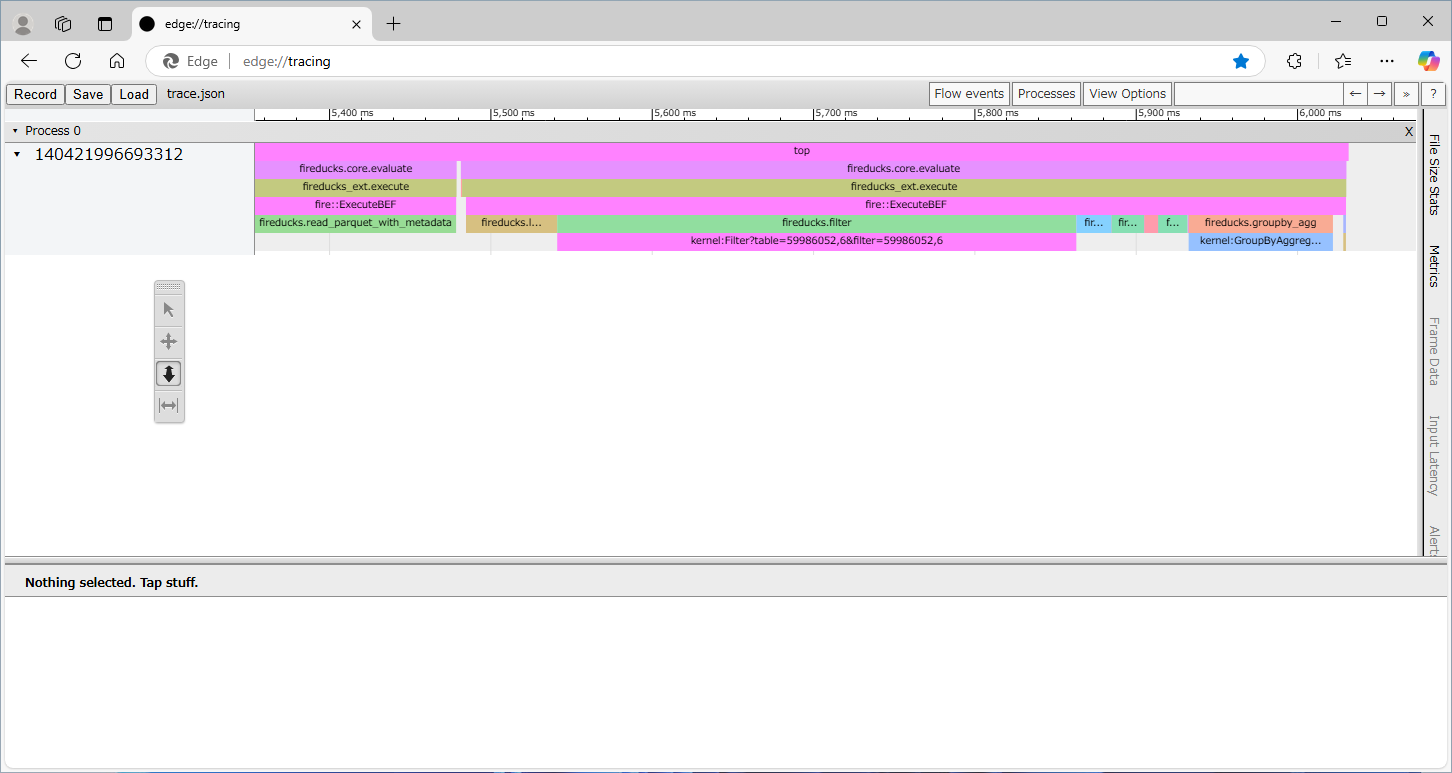 edge://tracing
Edge edge://tracing
Record Save Load trace.json Flow events Processes View Options ← → » ?
5,400 ms 5,500 ms 5,600 ms 5,700 ms 5,800 ms 5,900 ms 6,000 ms
Process 0 X
140421996693312 top
fireducks.core.evaluate fireducks.core.evaluate
fireducks_ext.execute fireducks_ext.execute
fire::ExecuteBEF fire::ExecuteBEF
fireducks.read_parquet_with_metadata fireducks.l... fireducks.filter fir... fir... f... fireducks.groupby_agg
kernel:Filter?table=59986052,6&filter=59986052,6 kernel:GroupByAggreg...
File Size Stats
Metrics
Frame Data
Input Latency
Alerts
Nothing selected. Tap stuff.